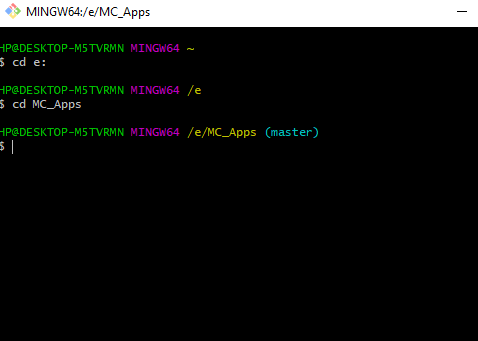 MINGW64:/e/MC_Apps
HP@DESKTOP-M5TVRMN MINGW64 ~
$ cd e:
HP@DESKTOP-M5TVRMN MINGW64 /e
$ cd MC_Apps
HP@DESKTOP-M5TVRMN MINGW64 /e/MC_Apps (master)
$